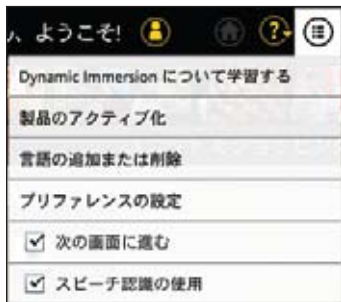 、ようこそ! ?
Dynamic Immersion について学習する
製品のアクティブ化
言語の追加または削除
プリファレンスの設定
次の画面に進む
スピーチ認識の使用